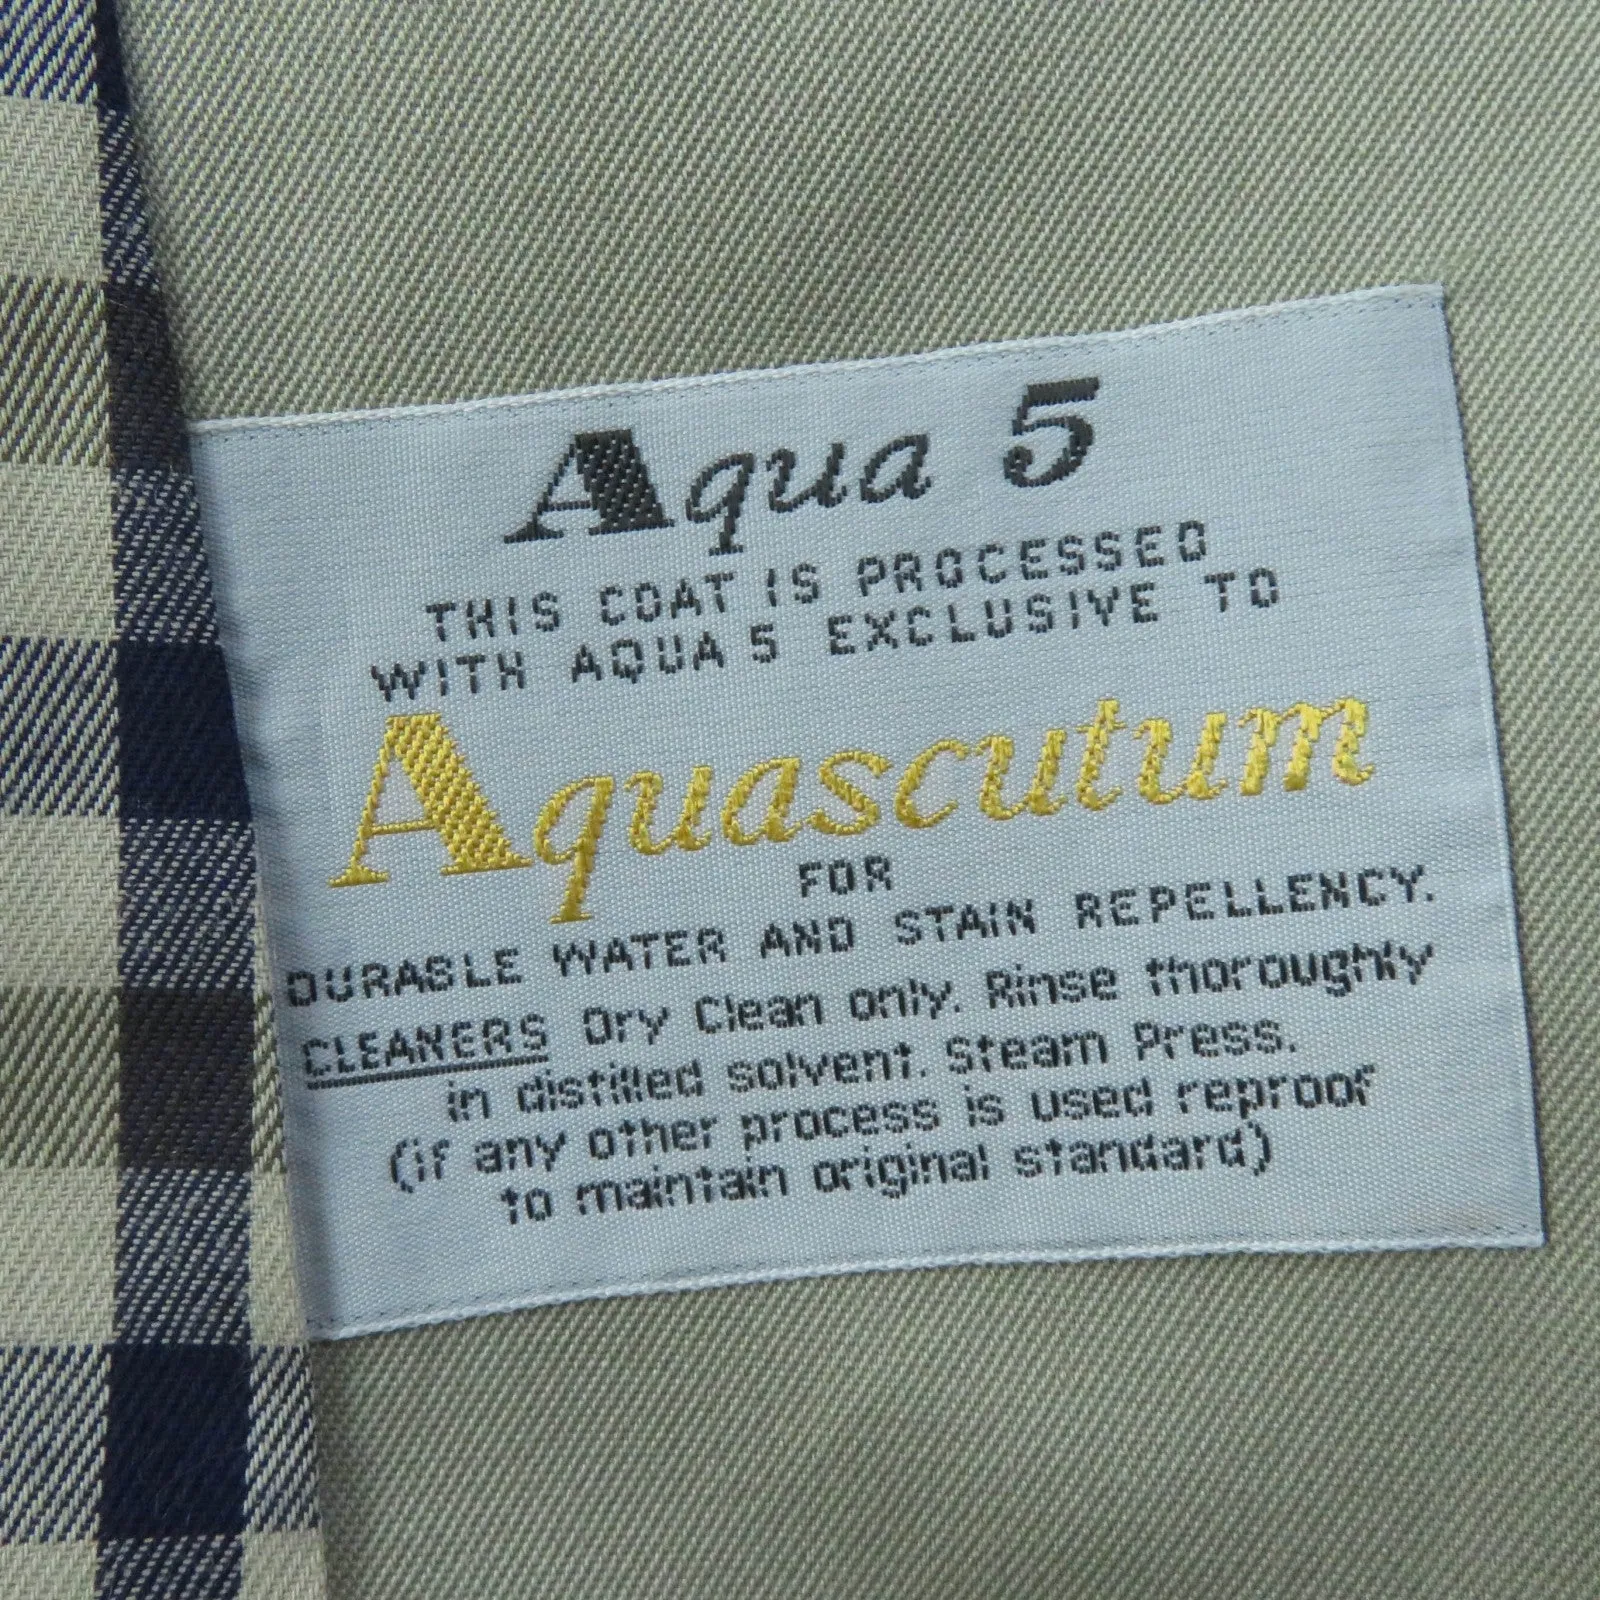 Aqua 5
THIS COAT IS PROCESSED
WITH AQUA 5 EXCLUSIVE TO
Aquascutum
FOR
DURABLE WATER AND STAIN REPELLENCY.
CLEANERS Dry Clean only. Rinse thoroughly
in distilled solvent. Steam Press.
(if any other process is used reproof
to maintain original standard)